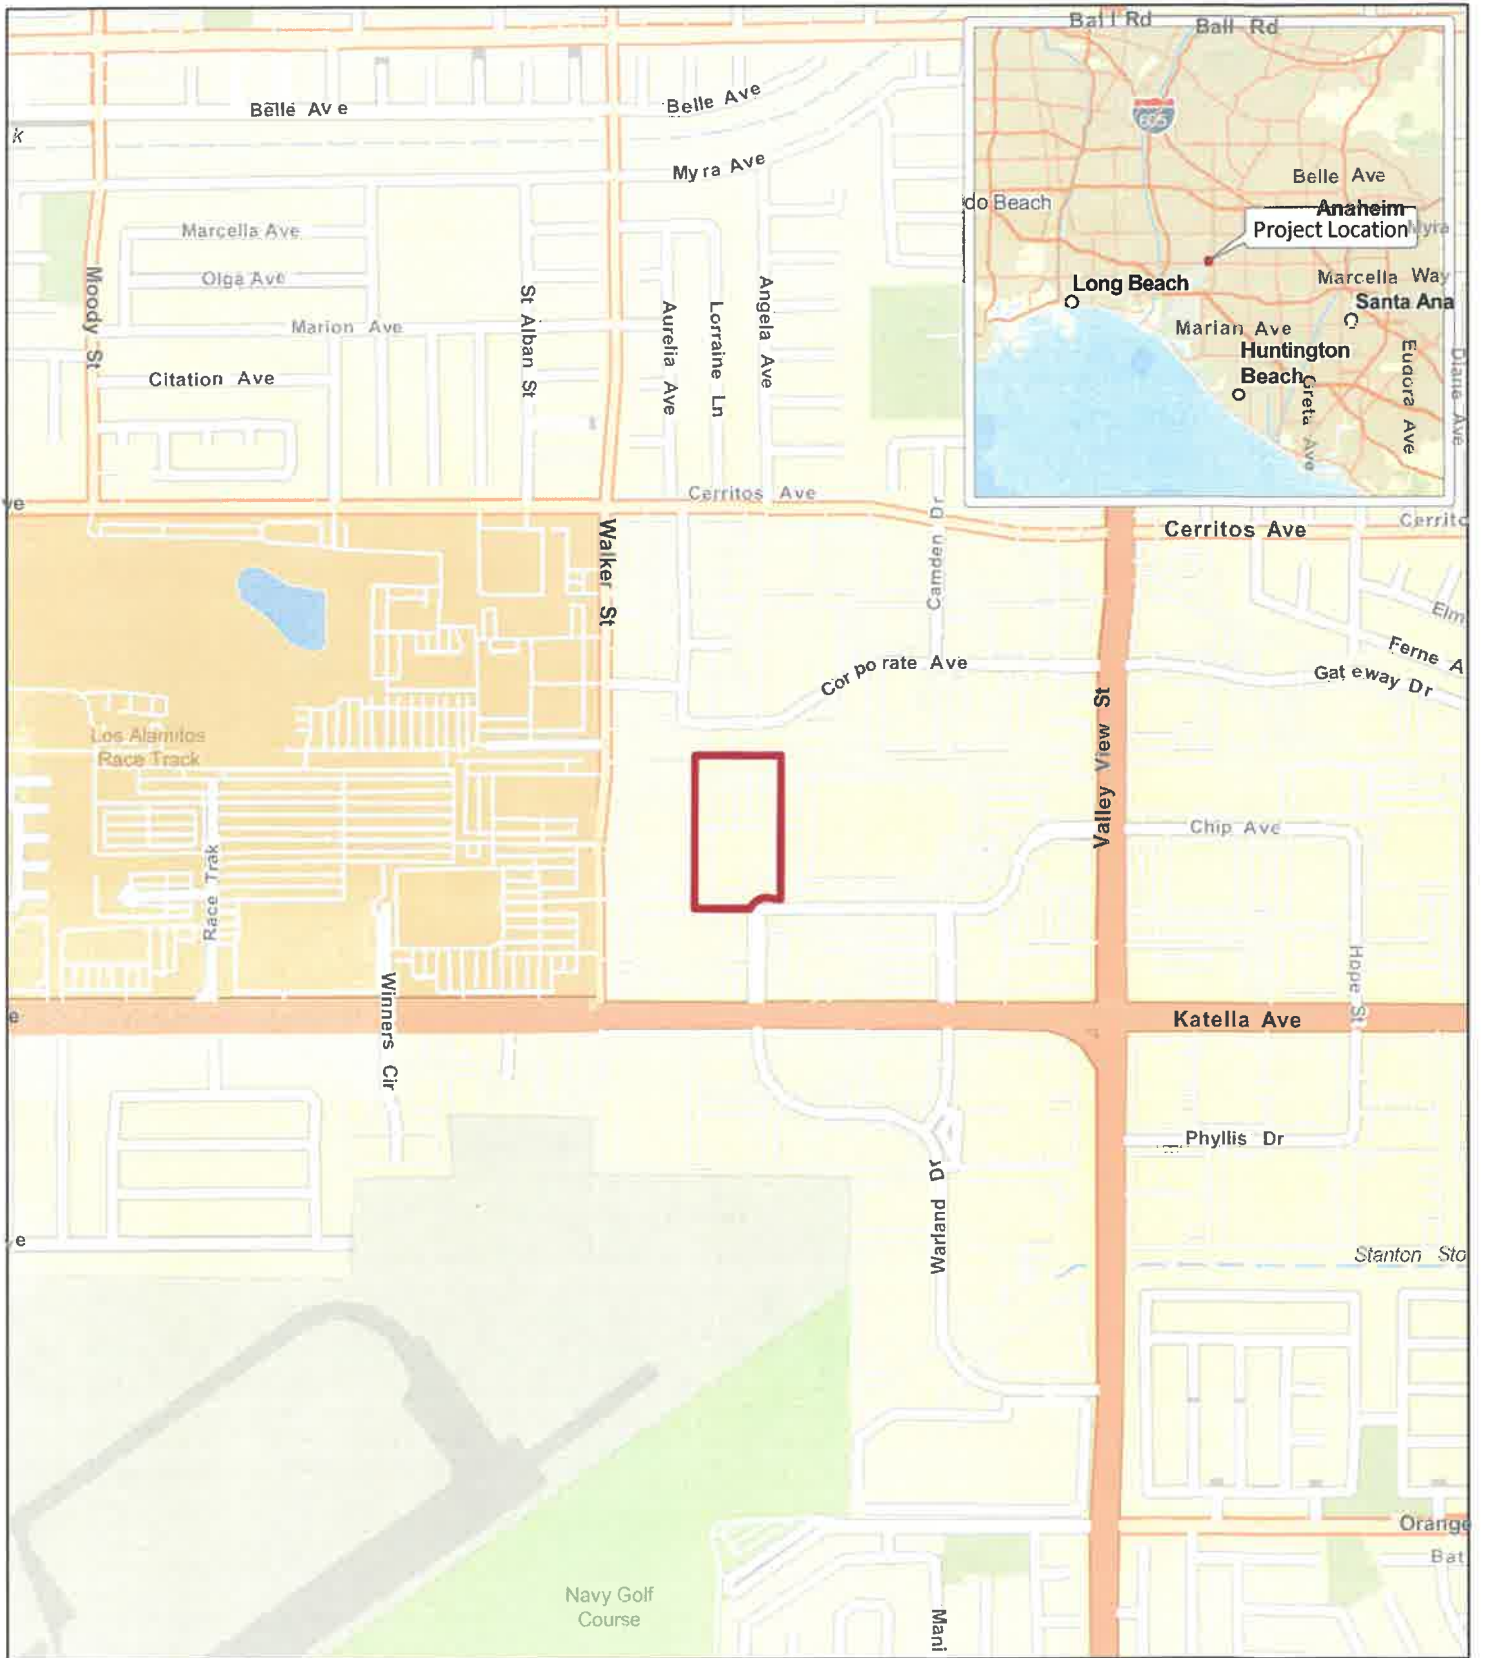 Ball Rd
Ball Rd
Belle Ave
Belle Ave
k
605
Myra Ave
Belle Ave
do Beach
Anaheim
Project Location
Myra
Marcella Ave
Olga Ave
Moody St
St Alban St
Aurelia Ave
Lorraine Ln
Angela Ave
Long Beach
Marcella Way
Santa Ana
Marion Ave
Marian Ave
Huntington
Beach
Greta Ave
Eudora Ave
Diane Ave
Citation Ave
ve
Cerritos Ave
Cerritos Ave
Cerrito
Walker St
Camden Dr
Elm
Ferne A
Corporate Ave
Gateway Dr
Valley View St
Los Alamitos
Race Track
Chip Ave
Race Trak
Winners Cir
Hope St
e
Katella Ave
Phyllis Dr
Warland Dr
ve
Stanton Sto
Orange
Bat
Navy Golf
Course
Mani